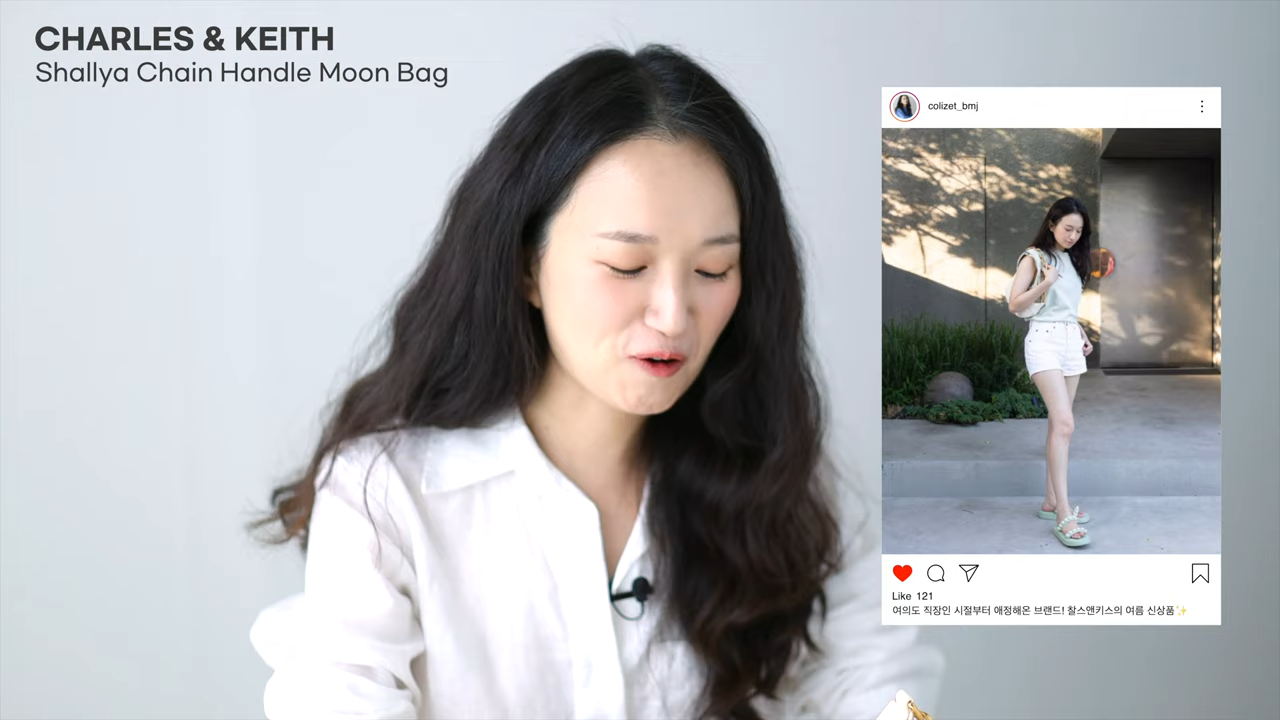 CHARLES & KEITH
Shallya Chain Handle Moon Bag
colizet_bmj
Like 121
여의도 직장인 시절부터 애정해온 브랜드! 찰스앤키스의 여름 신상품✨